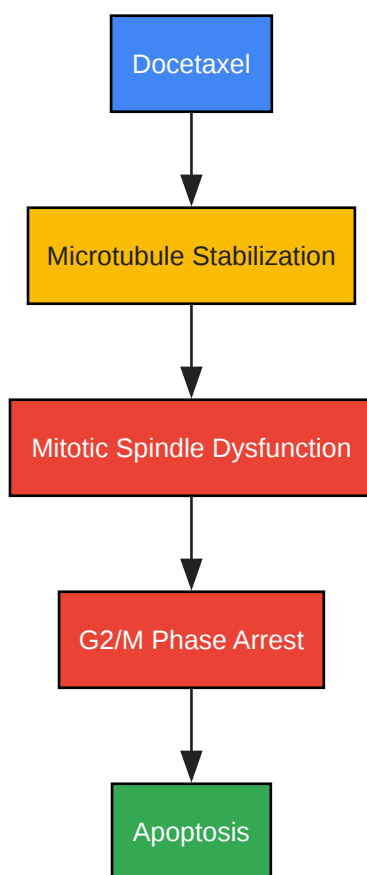 Docetaxel
Microtubule Stabilization
Mitotic Spindle Dysfunction
G2/M Phase Arrest
Apoptosis